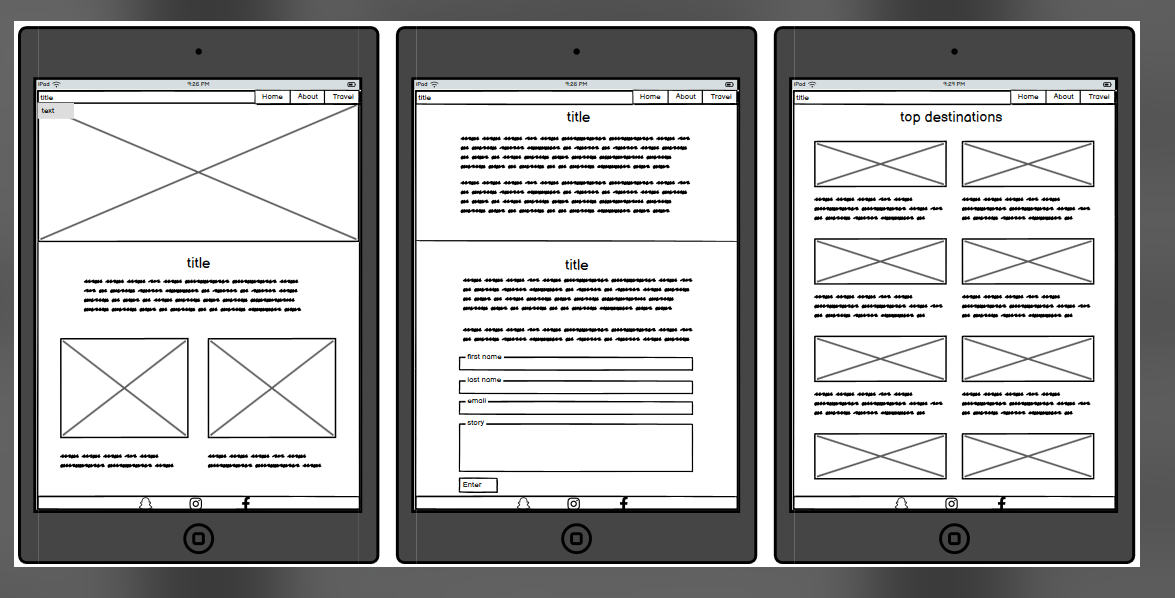 iPad 9:26 PM
title Home About Travel
text
title
iPad 9:28 PM
title Home About Travel
title
title
first name
last name
email
story
Enter
iPad 9:29 PM
title Home About Travel
top destinations